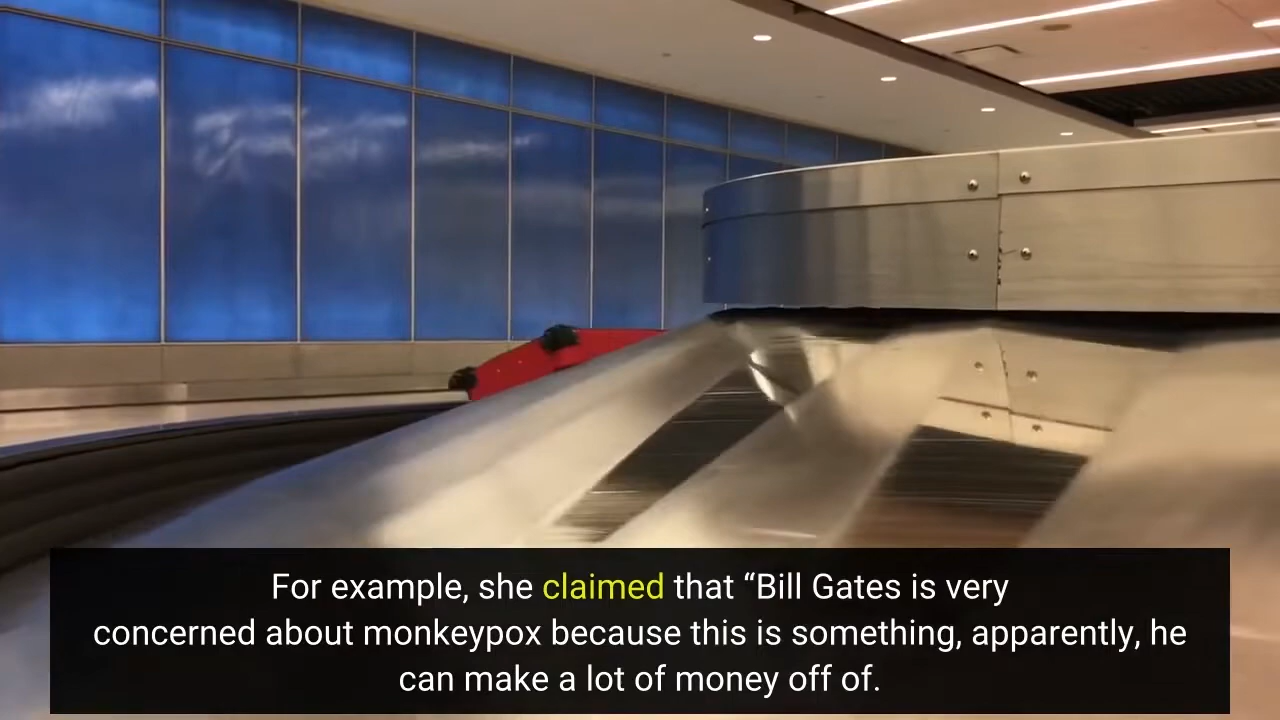 For example, she claimed that “Bill Gates is very
concerned about monkeypox because this is something, apparently, he
can make a lot of money off of.